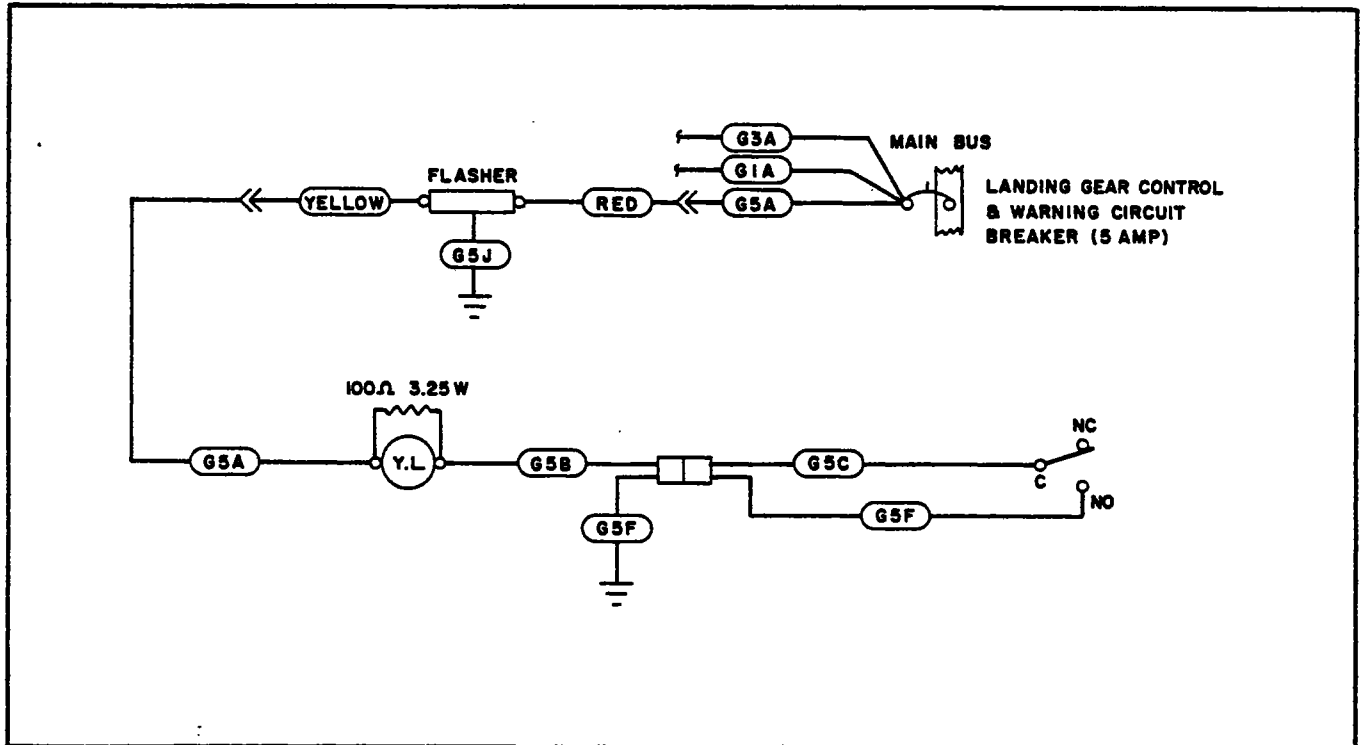 G3A
MAIN BUS
G1A
FLASHER
LANDING GEAR CONTROL
& WARNING CIRCUIT
BREAKER (5 AMP)
YELLOW
RED
G5A
G5J
100Ω 3.25W
NC
G5A
Y.L.
G5B
G5C
C
NO
G5F
G5F